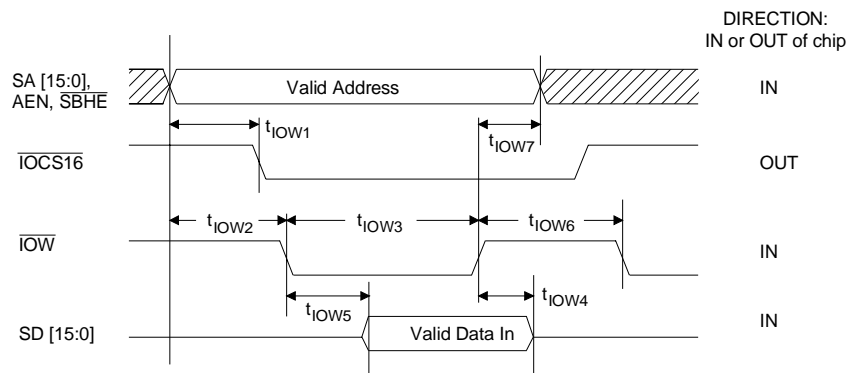 DIRECTION:
IN or OUT of chip
SA [15:0],
AEN, SBHE
Valid Address
IN
tIOW1
tIOW7
IOCS16
OUT
tIOW2
tIOW3
tIOW6
IOW
IN
tIOW5
tIOW4
SD [15:0]
Valid Data In
IN